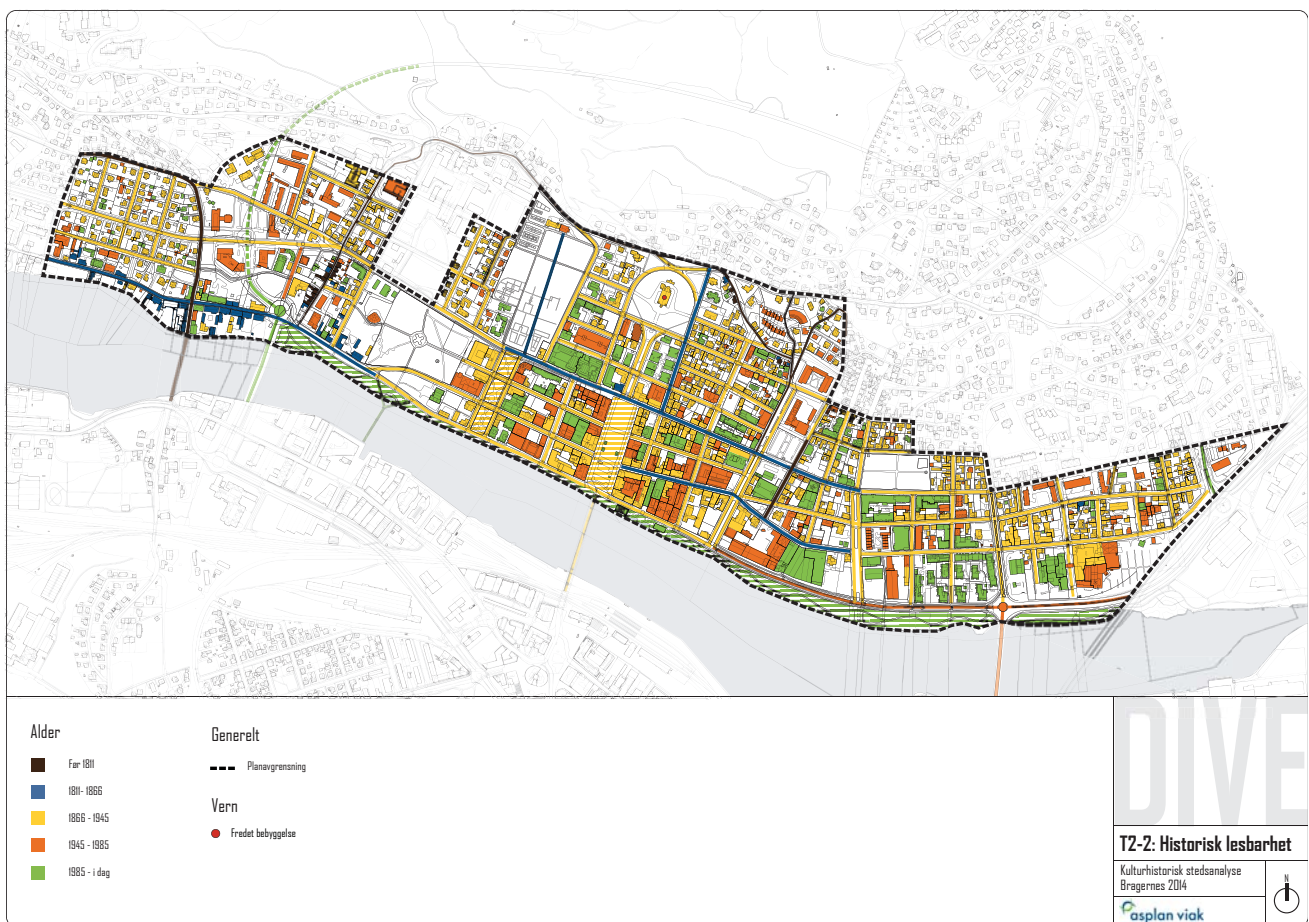 Alder
Før 1811
1811- 1866
1866 - 1945
1945 - 1985
1985 - i dag
Generelt
Planavgrensning
Vern
Fredet bebyggelse
DIVE
T2-2: Historisk lesbarhet
Kulturhistorisk stedsanalyse
Bragernes 2014
N
asplan viak